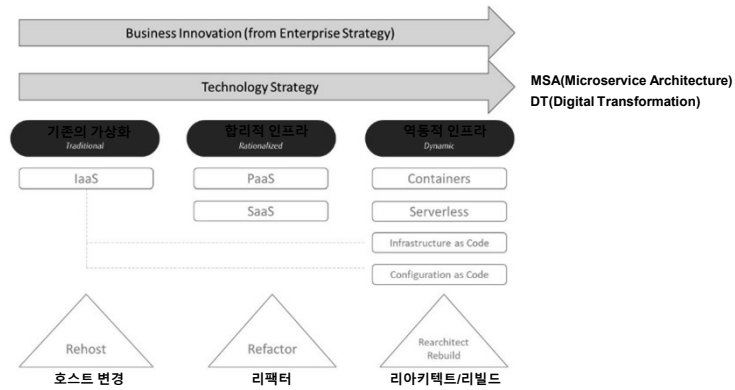 Business Innovation (from Enterprise Strategy)
Technology Strategy
MSA(Microservice Architecture)
DT(Digital Transformation)
기존의 가상화
Traditional
합리적 인프라
Rationalized
역동적 인프라
Dynamic
IaaS
PaaS
Containers
SaaS
Serverless
Infrastructure as Code
Configuration as Code
Rehost
Refactor
Rearchitect
Rebuild
호스트 변경
리팩터
리아키텍트/리빌드